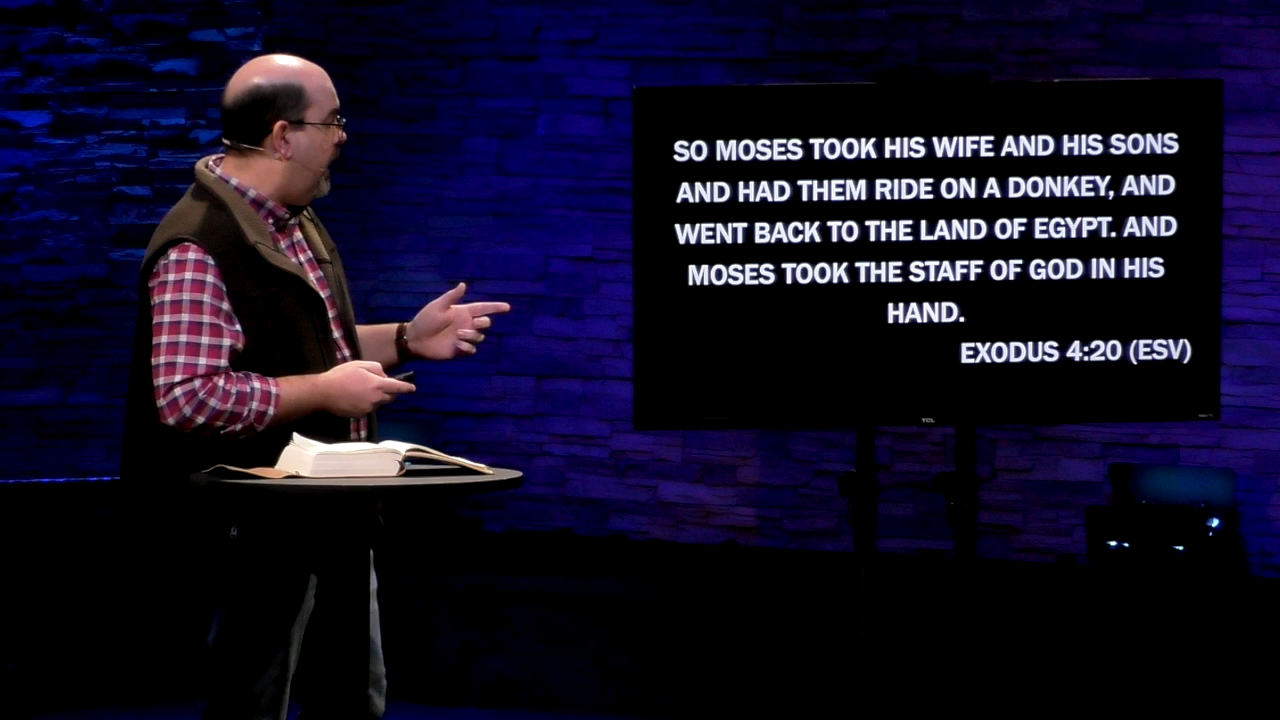 SO MOSES TOOK HIS WIFE AND HIS SONS
AND HAD THEM RIDE ON A DONKEY, AND
WENT BACK TO THE LAND OF EGYPT. AND
MOSES TOOK THE STAFF OF GOD IN HIS
HAND.
EXODUS 4:20 (ESV)
TCL